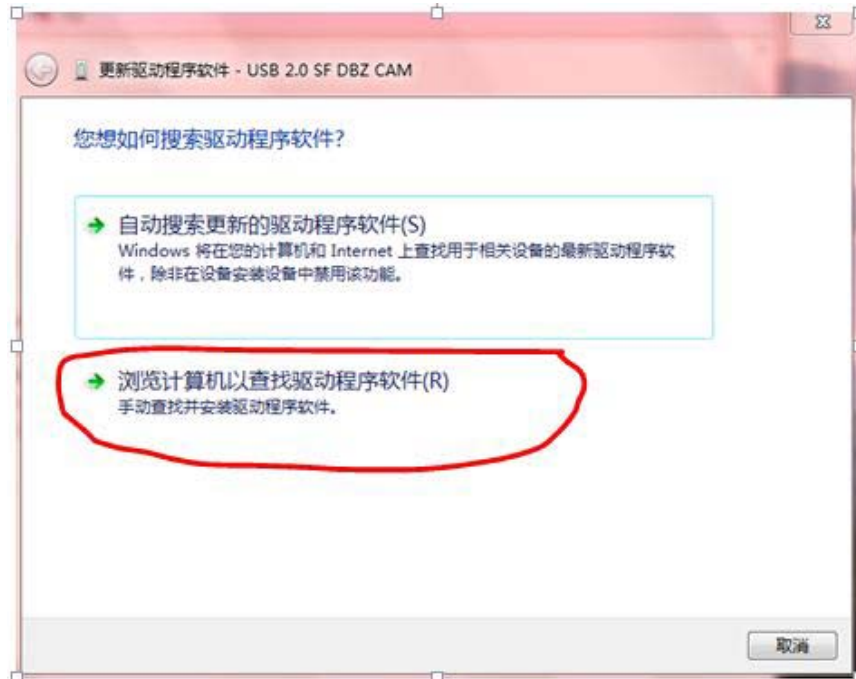 更新驱动程序软件 - USB 2.0 SF DBZ CAM
您想如何搜索驱动程序软件?
自动搜索更新的驱动程序软件(S)
Windows 将在您的计算机和 Internet 上查找用于相关设备的最新驱动程序软
件，除非在设备安装设备中禁用该功能。
浏览计算机以查找驱动程序软件(R)
手动查找并安装驱动程序软件。
取消